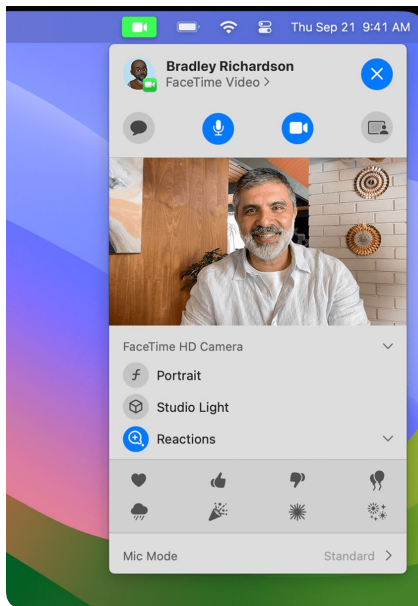 Thu Sep 21 9:41 AM
Bradley Richardson
FaceTime Video >
FaceTime HD Camera
Portrait
Studio Light
Reactions
Mic Mode Standard >